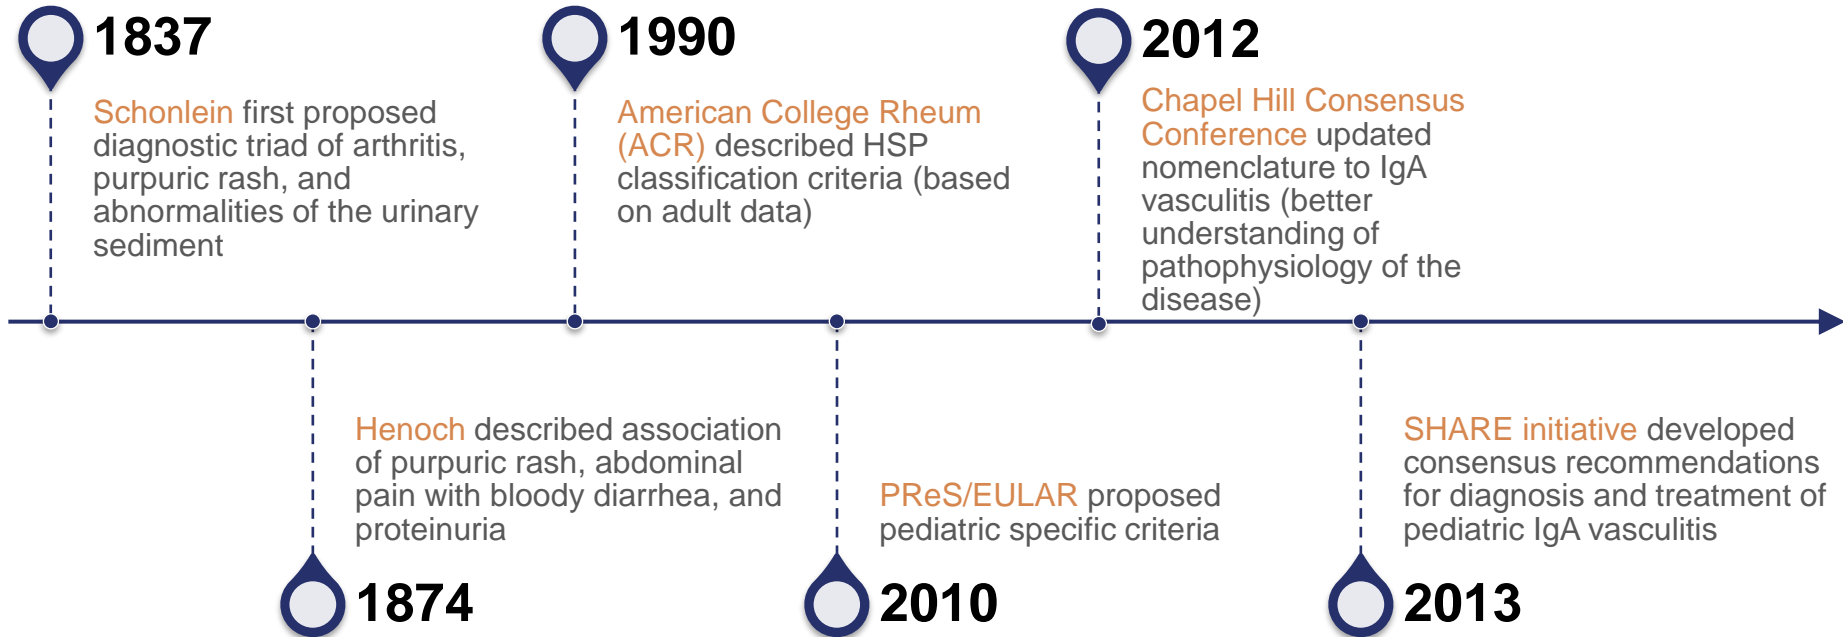 1837
Schonlein first proposed
diagnostic triad of arthritis,
purpuric rash, and
abnormalities of the urinary
sediment
1990
American College Rheum
(ACR) described HSP
classification criteria (based
on adult data)
2012
Chapel Hill Consensus
Conference updated
nomenclature to IgA
vasculitis (better
understanding of
pathophysiology of the
disease)
Henoch described association
of purpuric rash, abdominal
pain with bloody diarrhea, and
proteinuria
1874
PReS/EULAR proposed
pediatric specific criteria
2010
SHARE initiative developed
consensus recommendations
for diagnosis and treatment of
pediatric IgA vasculitis
2013